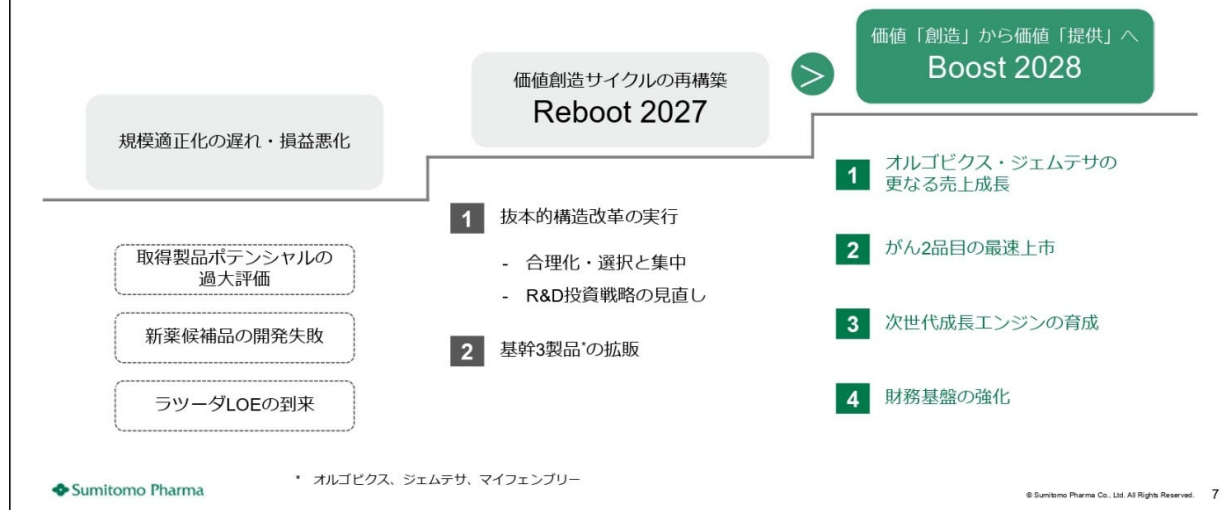 規模適正化の遅れ・損益悪化
取得製品ポテンシャルの
過大評価
新薬候補品の開発失敗
ラツーダLOEの到来
価値創造サイクルの再構築
Reboot 2027
1 抜本的構造改革の実行
- 合理化・選択と集中
- R&D投資戦略の見直し
2 基幹3製品*の拡販
>
価値「創造」から価値「提供」へ
Boost 2028
1 オルゴビクス・ジェムテサの
更なる売上成長
2 がん2品目の最速上市
3 次世代成長エンジンの育成
4 財務基盤の強化
* オルゴビクス、ジェムテサ、マイフェンブリー
Sumitomo Pharma
© Sumitomo Pharma Co., Ltd. All Rights Reserved. 7